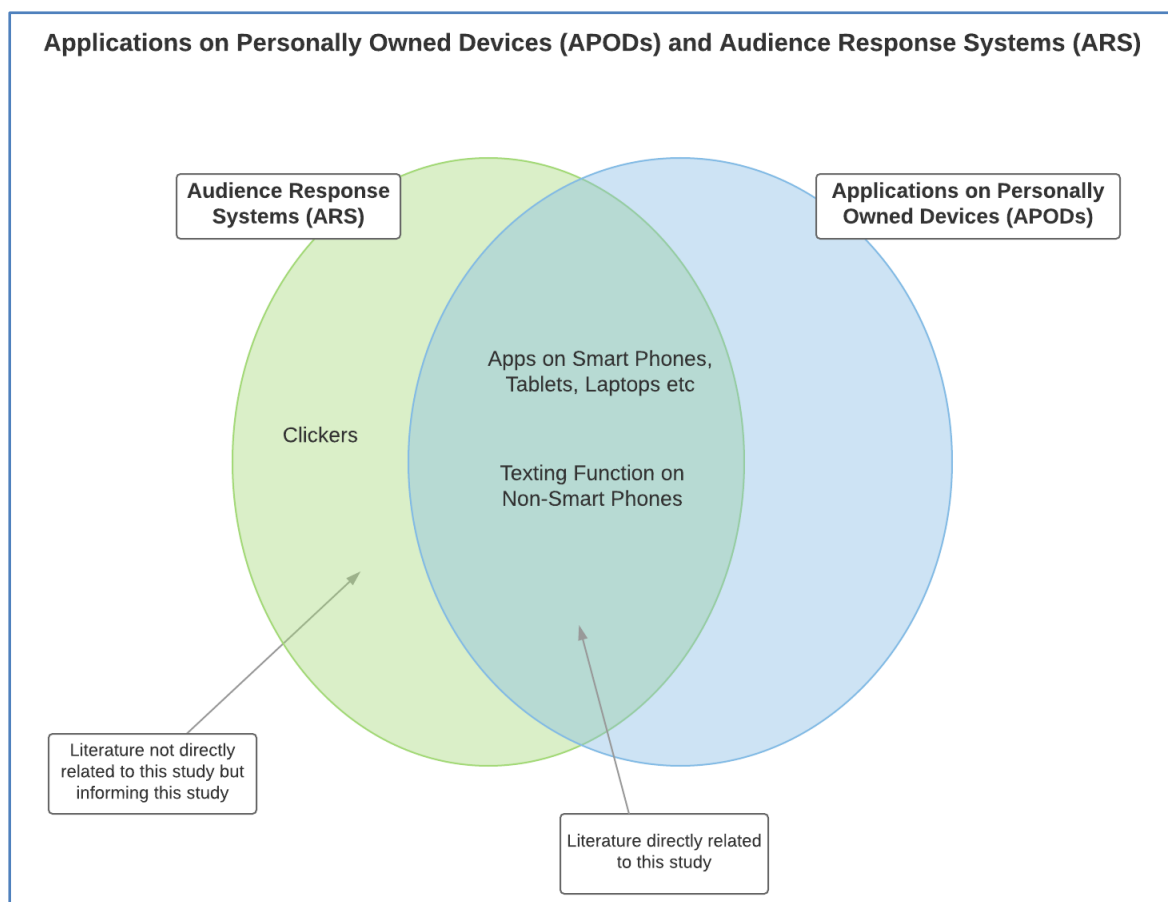 Applications on Personally Owned Devices (APODs) and Audience Response Systems (ARS)
Audience Response
Systems (ARS)
Applications on Personally
Owned Devices (APODs)
Apps on Smart Phones,
Tablets, Laptops etc
Clickers
Texting Function on
Non-Smart Phones
Literature not directly
related to this study but
informing this study
Literature directly related
to this study